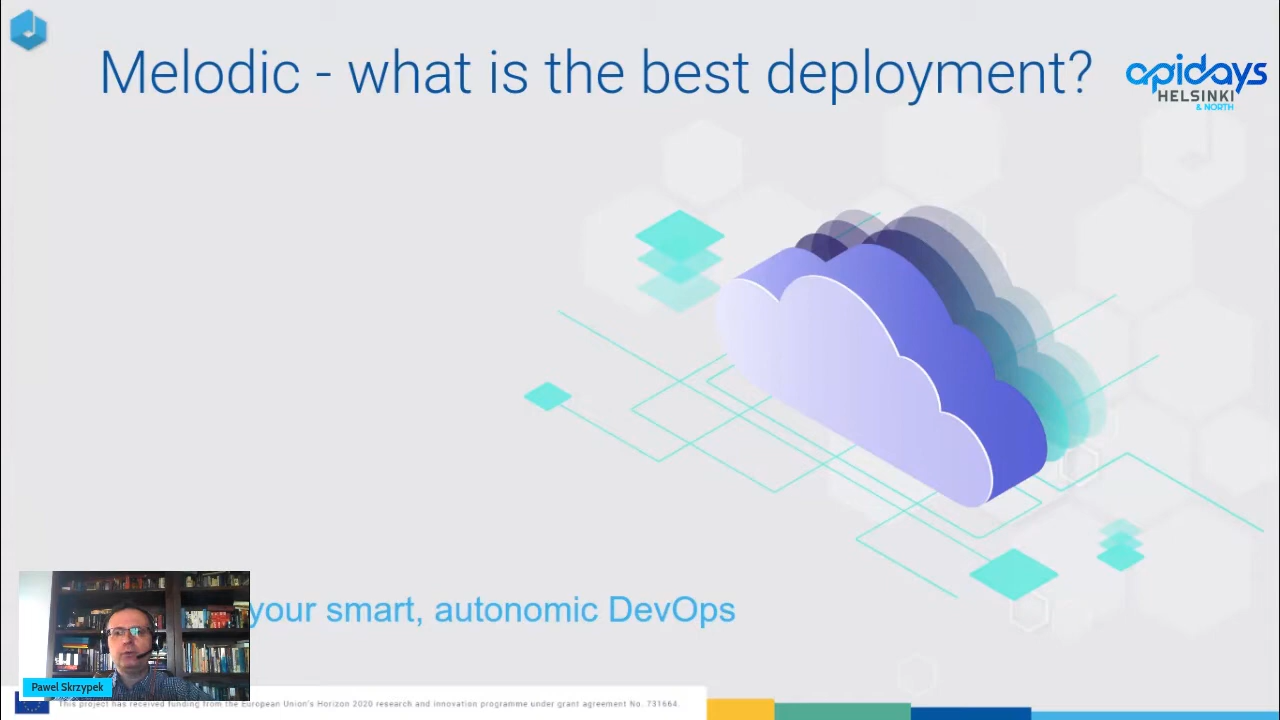 Melodic - what is the best deployment?
apidays
HELSINKI
& NORTH
your smart, autonomic DevOps
Pawel Skrzypek
This project has received funding from the European Union's Horizon 2020 research and innovation programme under grant agreement No. 731664.